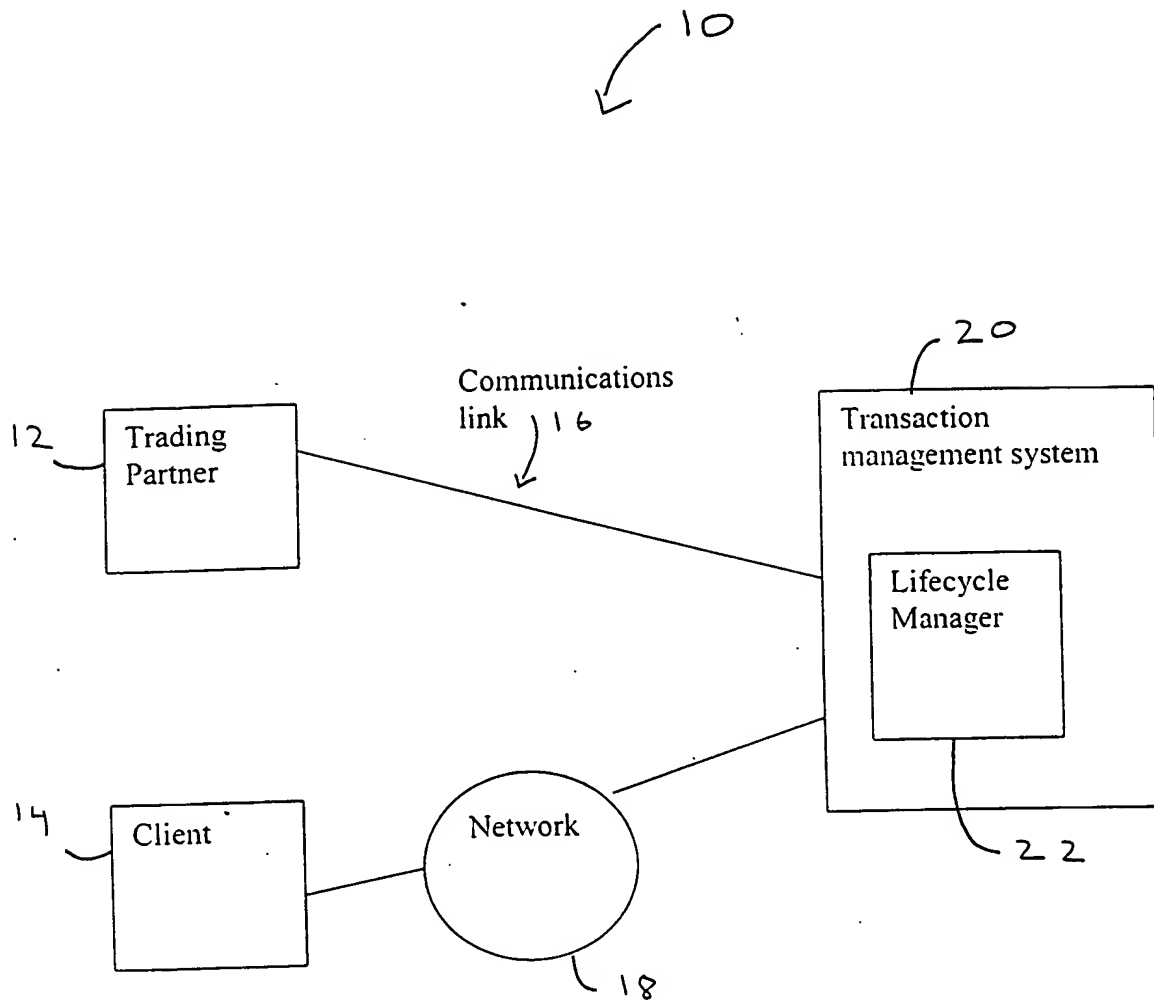 10
20
Communications
link 16
12
Trading
Partner
Transaction
management system
Lifecycle
Manager
14
Client
Network
22
18